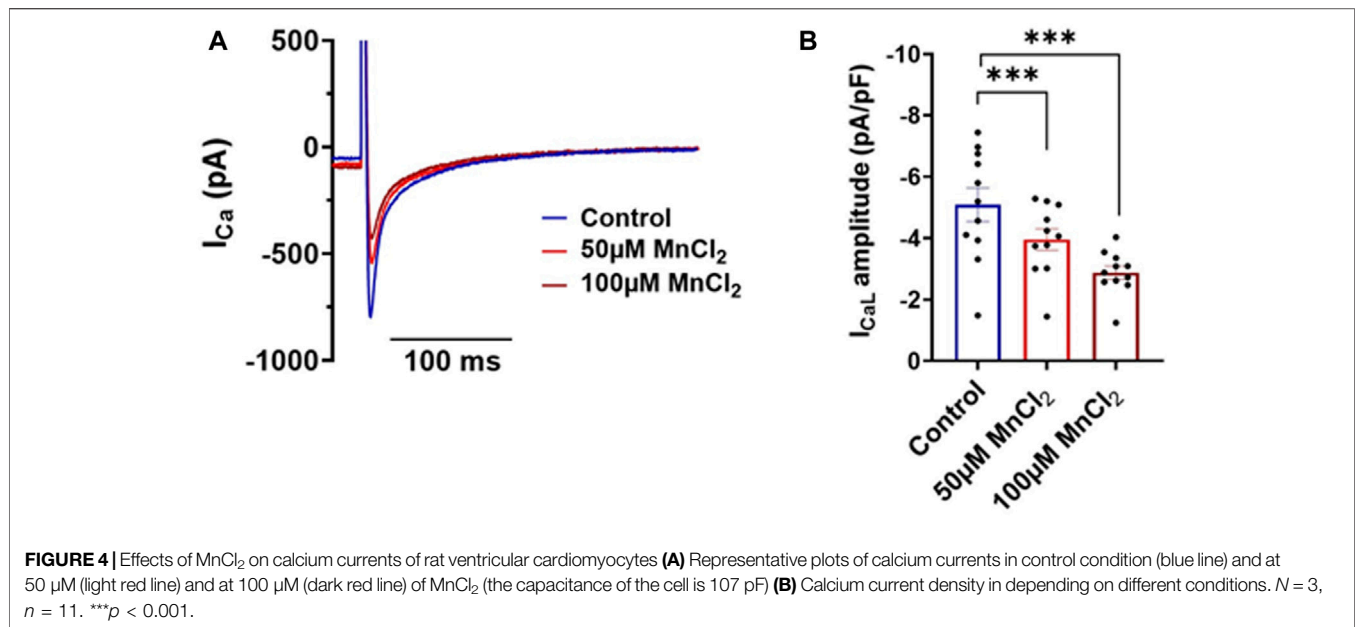 A
500
0
-500
-1000
I_Ca (pA)
Control
50μM MnCl₂
100μM MnCl₂
100 ms
B
***
***
-10
-8
-6
-4
-2
0
I_CaL amplitude (pA/pF)
Control
50μM MnCl₂
100μM MnCl₂
FIGURE 4 | Effects of MnCl₂ on calcium currents of rat ventricular cardiomyocytes (A) Representative plots of calcium currents in control condition (blue line) and at
50 μM (light red line) and at 100 μM (dark red line) of MnCl₂ (the capacitance of the cell is 107 pF) (B) Calcium current density in depending on different conditions. N = 3,
n = 11. ***p < 0.001.